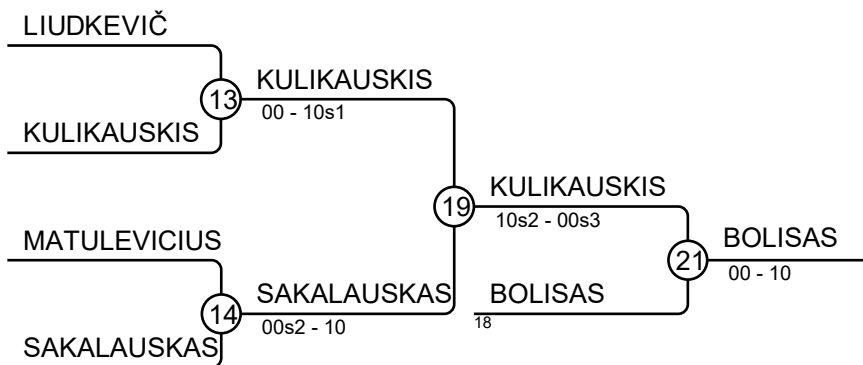 LIUDKEVIČ
13
KULIKAUSKIS
00 - 10s1
KULIKAUSKIS
19
KULIKAUSKIS
10s2 - 00s3
MATULEVICIUS
21
BOLISAS
00 - 10
14
SAKALAUSKAS
00s2 - 10
BOLISAS
18
SAKALAUSKAS